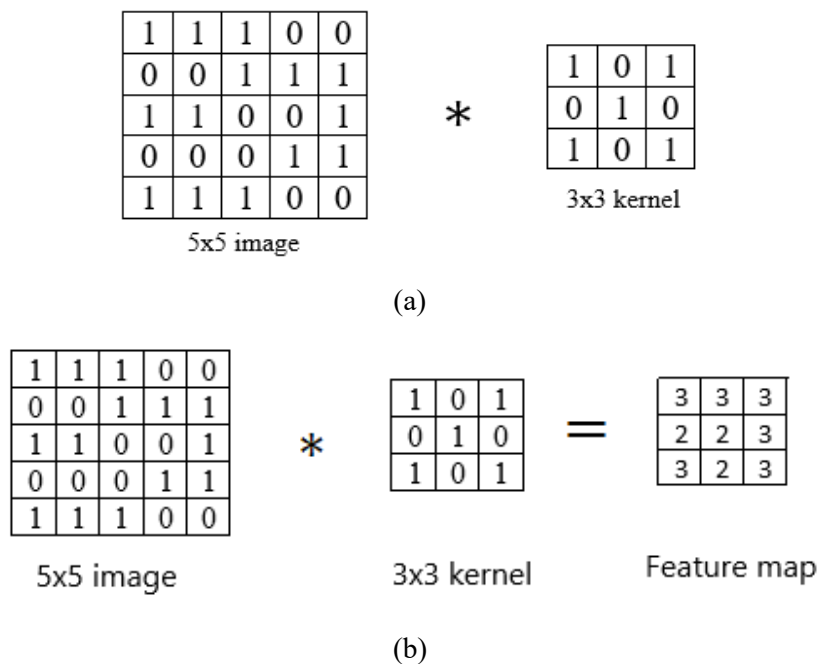 1 1 1 0 0
0 0 1 1 1
1 1 0 0 1
0 0 0 1 1
1 1 1 0 0
5x5 image
*
1 0 1
0 1 0
1 0 1
3x3 kernel
(a)
1 1 1 0 0
0 0 1 1 1
1 1 0 0 1
0 0 0 1 1
1 1 1 0 0
5x5 image
*
1 0 1
0 1 0
1 0 1
3x3 kernel
=
3 3 3
2 2 3
3 2 3
Feature map
(b)